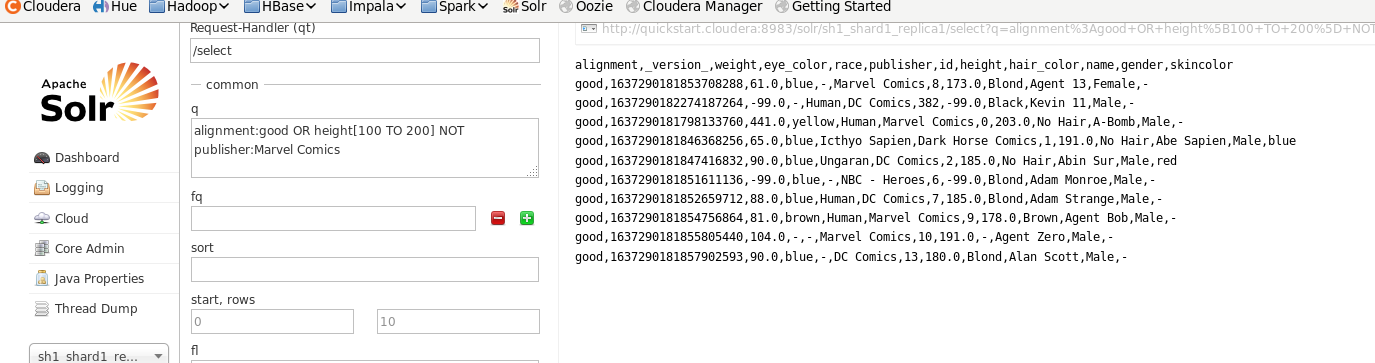 Cloudera Hue Hadoop HBase Impala Spark Solr Oozie Cloudera Manager Getting Started
Request-Handler (qt)
/select
common
q
alignment:good OR height[100 TO 200] NOT
publisher:Marvel Comics
fq
sort
start, rows
0 10
fl
Apache
Solr
Dashboard
Logging
Cloud
Core Admin
Java Properties
Thread Dump
sh1_shard1_re...
http://quickstart.cloudera:8983/solr/sh1_shard1_replica1/select?q=alignment%3Agood+OR+height%5B100+TO+200%5D+NOT
alignment,_version_,weight,eye_color,race,publisher,id,height,hair_color,name,gender,skincolor
good,1637290181853708288,61.0,blue,-,Marvel Comics,8,173.0,Blond,Agent 13,Female,-
good,1637290182274187264,-99.0,-,Human,DC Comics,382,-99.0,Black,Kevin 11,Male,-
good,1637290181798133760,441.0,yellow,Human,Marvel Comics,0,203.0,No Hair,A-Bomb,Male,-
good,1637290181846368256,65.0,blue,Icthyo Sapien,Dark Horse Comics,1,191.0,No Hair,Abe Sapien,Male,blue
good,1637290181847416832,90.0,blue,Ungaran,DC Comics,2,185.0,No Hair,Abin Sur,Male,red
good,1637290181851611136,-99.0,blue,-,NBC - Heroes,6,-99.0,Blond,Adam Monroe,Male,-
good,1637290181852659712,88.0,blue,Human,DC Comics,7,185.0,Blond,Adam Strange,Male,-
good,1637290181854756864,81.0,brown,Human,Marvel Comics,9,178.0,Brown,Agent Bob,Male,-
good,1637290181855805440,104.0,-,-,Marvel Comics,10,191.0,-,Agent Zero,Male,-
good,1637290181857902593,90.0,blue,-,DC Comics,13,180.0,Blond,Alan Scott,Male,-